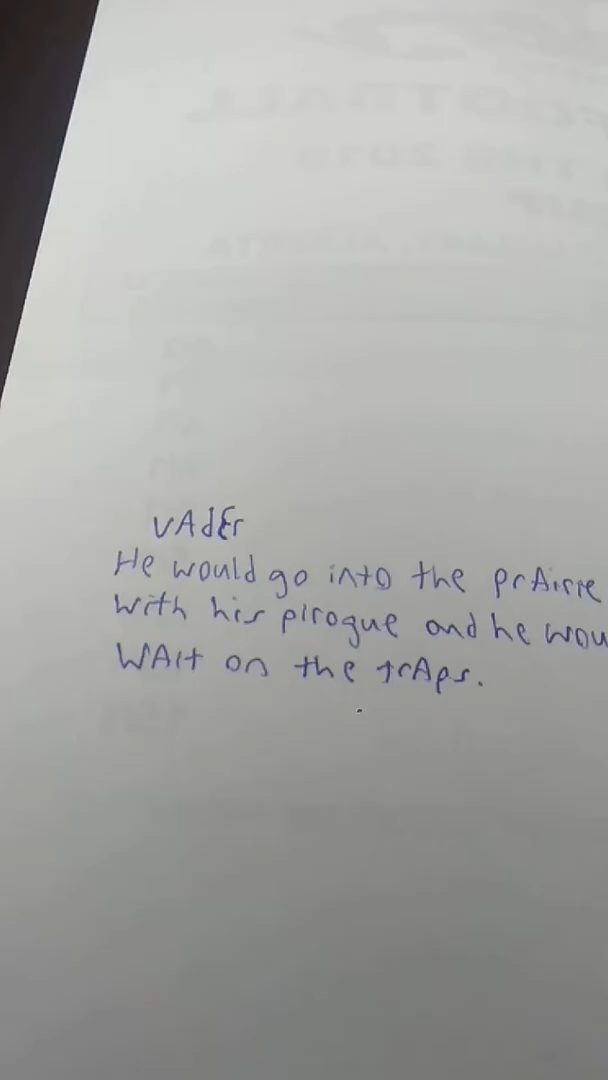 VAdEr
He would go into the prAirie
with his pirogue and he wou
WAit on the trAps.